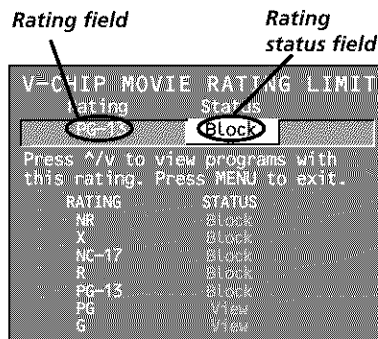 Rating field
Rating
status field
V-CHIP MOVIE RATING LIMIT
Rating Status
PG-13 Block
Press ^/v to view programs with
this rating. Press MENU to exit.
RATING STATUS
NR Block
X Block
NC-17 Block
R Block
PG-13 Block
PG View
G View